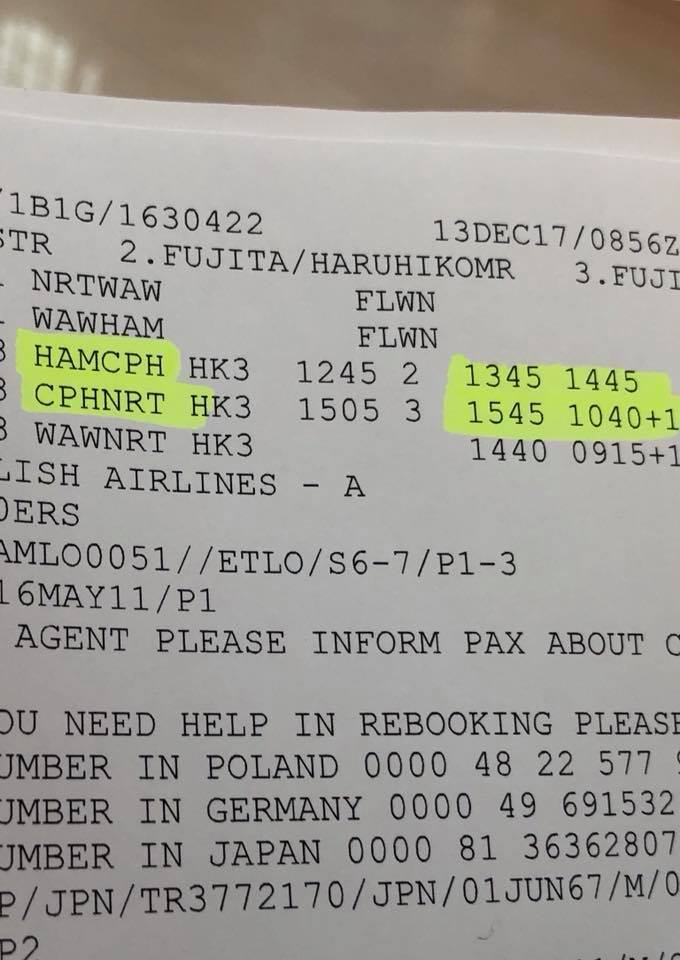 /1B1G/1630422 13DEC17/0856Z
STR 2.FUJITA/HARUHIKOMR 3.FUJI
NRTWAW FLWN
WAWHAM FLWN
3 HAMCPH HK3 1245 2 1345 1445
3 CPHNRT HK3 1505 3 1545 1040+1
3 WAWNRT HK3 1440 0915+1
LISH AIRLINES - A
DERS
AMLO0051//ETLO/S6-7/P1-3
16MAY11/P1
AGENT PLEASE INFORM PAX ABOUT
OU NEED HELP IN REBOOKING PLEASE
UMBER IN POLAND 0000 48 22 577
UMBER IN GERMANY 0000 49 691532
UMBER IN JAPAN 0000 81 36362807
P/JPN/TR3772170/JPN/01JUN67/M/0
P2